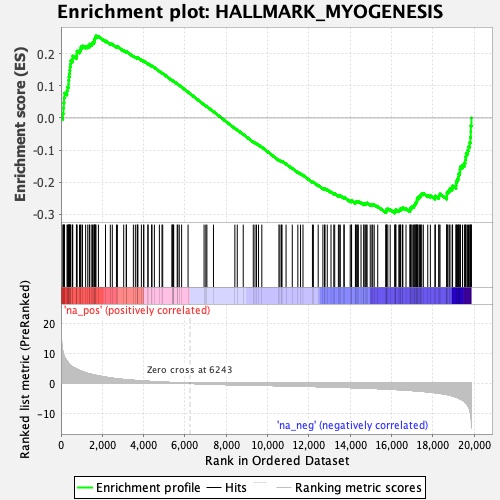 Enrichment plot: HALLMARK_MYOGENESIS
Enrichment score (ES)
0.2
0.1
0.0
-0.1
-0.2
-0.3
'na_pos' (positively correlated)
Ranked list metric (PreRanked)
20
10
0
-10
Zero cross at 6243
'na_neg' (negatively correlated)
0
2,000
4,000
6,000
8,000
10,000
12,000
14,000
16,000
18,000
20,000
Rank in Ordered Dataset
Enrichment profile
Hits
Ranking metric scores